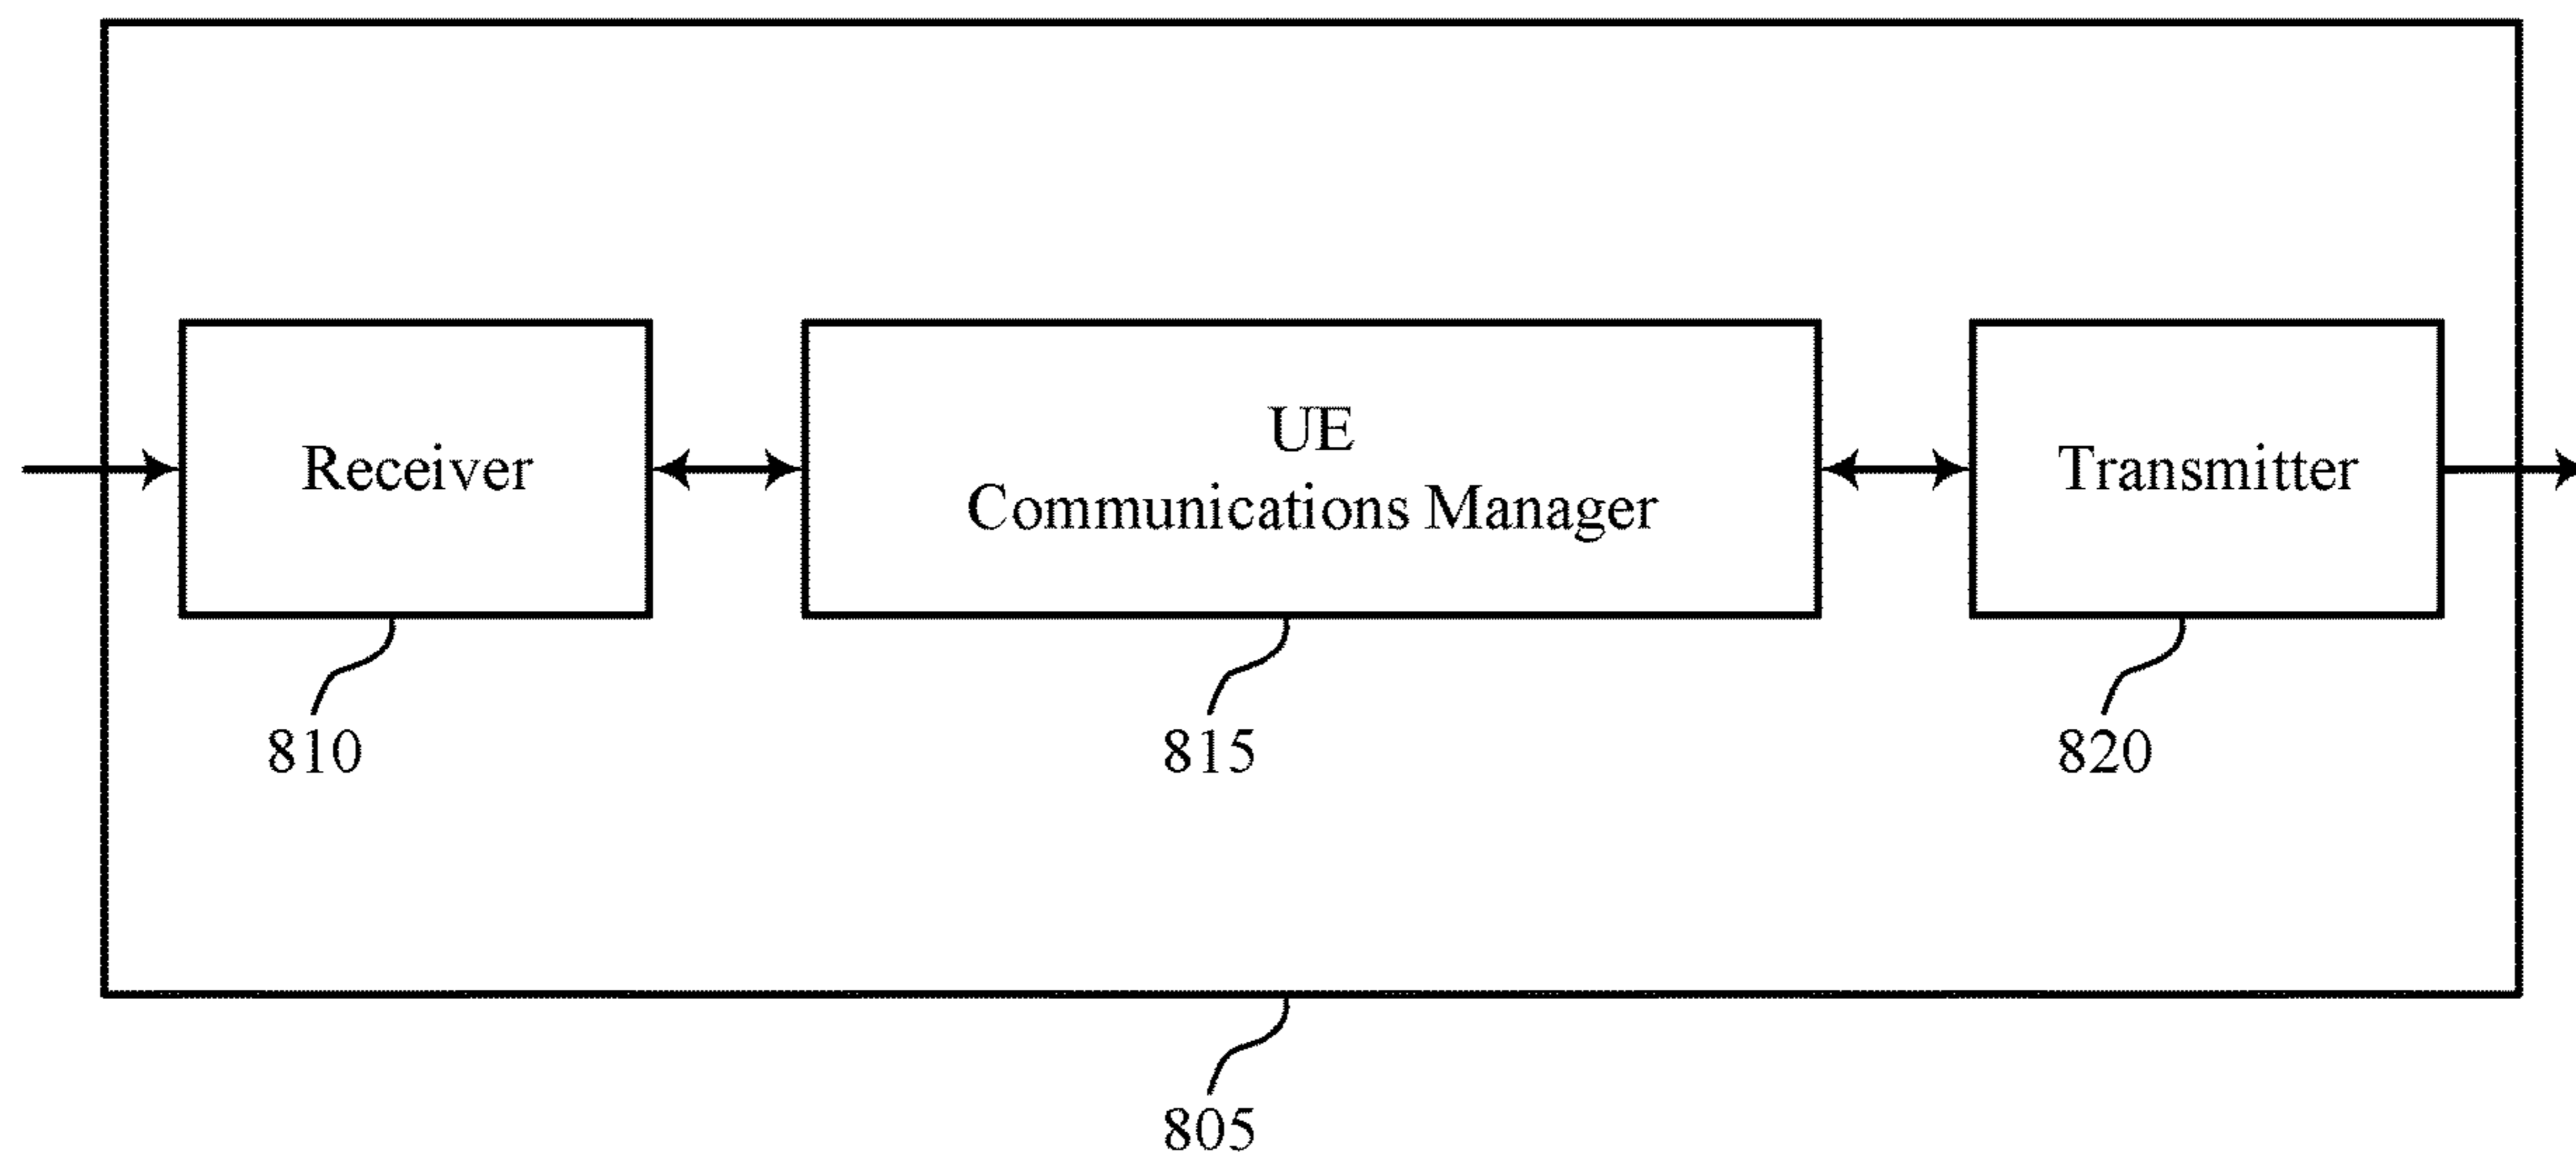 Receiver
UE
Communications Manager
Transmitter
810
815
820
805